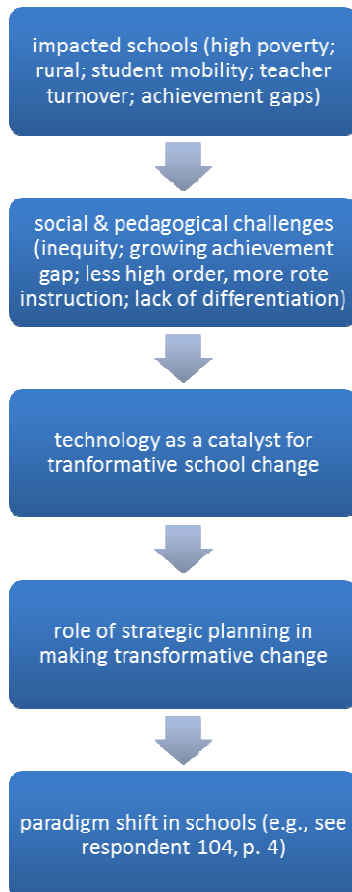 impacted schools (high poverty;
rural; student mobility; teacher
turnover; achievement gaps)
social & pedagogical challenges
(inequity; growing achievement
gap; less high order, more rote
instruction; lack of differentiation)
technology as a catalyst for
tranformative school change
role of strategic planning in
making transformative change
paradigm shift in schools (e.g., see
respondent 104, p. 4)